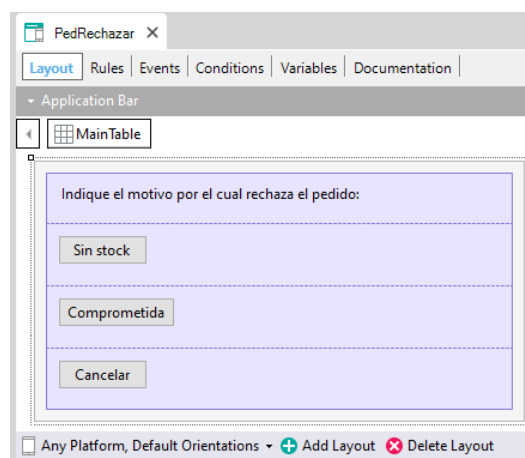 PedRechazar
Layout Rules Events Conditions Variables Documentation
Application Bar
MainTable
Indique el motivo por el cual rechaza el pedido:
Sin stock
Comprometida
Cancelar
Any Platform, Default Orientations Add Layout Delete Layout